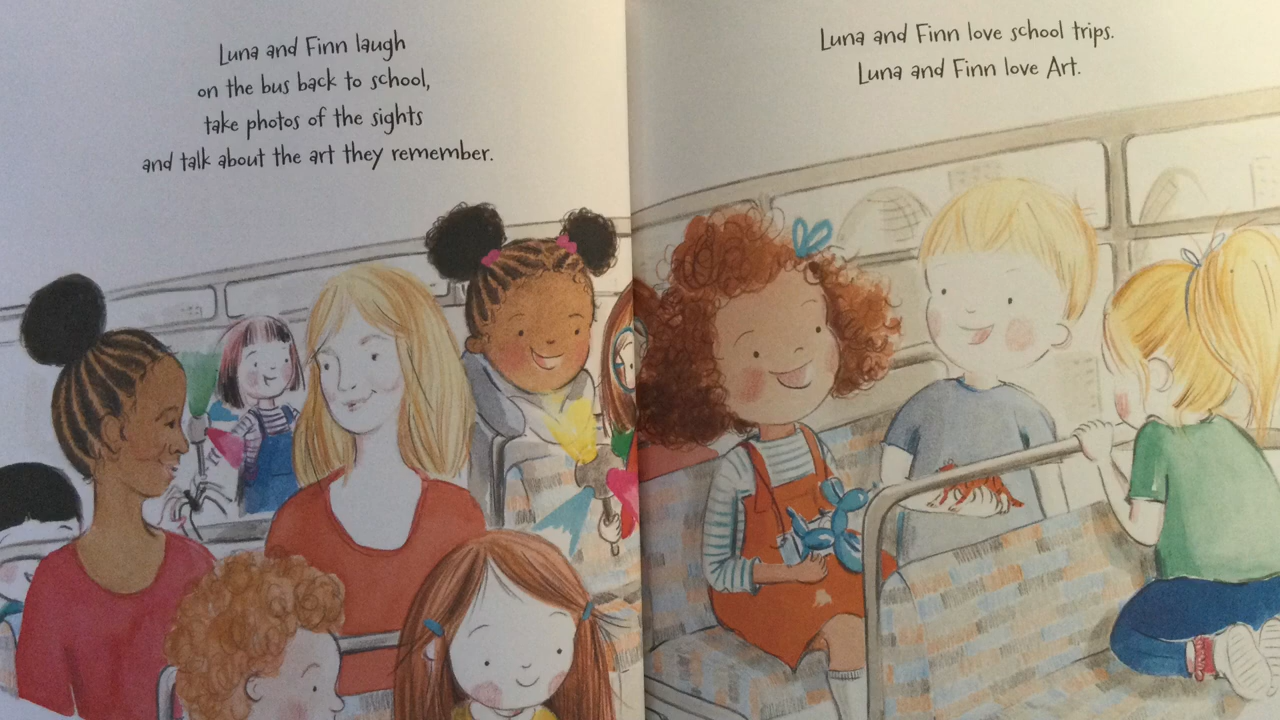 Luna and Finn laugh
on the bus back to school,
take photos of the sights
and talk about the art they remember.
Luna and Finn love school trips.
Luna and Finn love Art.